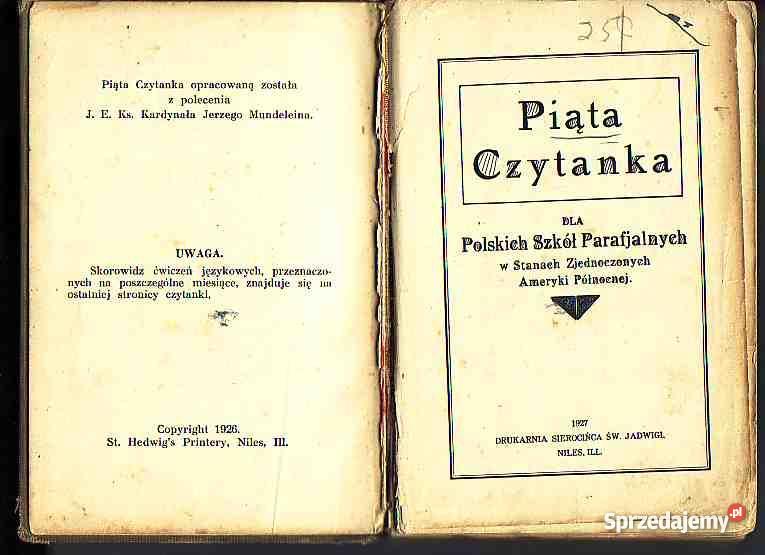 Piąta Czytanka opracowaną została
z polecenia
J. E. Ks. Kardynała Jerzego Mundeleina.
UWAGA.
Skorowidz ćwiczeń językowych, przeznaczo-
nych na poszczególne miesiące, znajduje się na
ostatniej stronicy czytanki.
Copyright 1926.
St. Hedwig's Printery, Niles, Ill.
25¢
Piąta
Czytanka
DLA
Polskich Szkół Parafjalnych
w Stanach Zjednoczonych
Ameryki Północnej.
1927
DRUKARNIA SIEROCIŃCA ŚW. JADWIGI.
NILES, ILL.
Sprzedajemy.pl